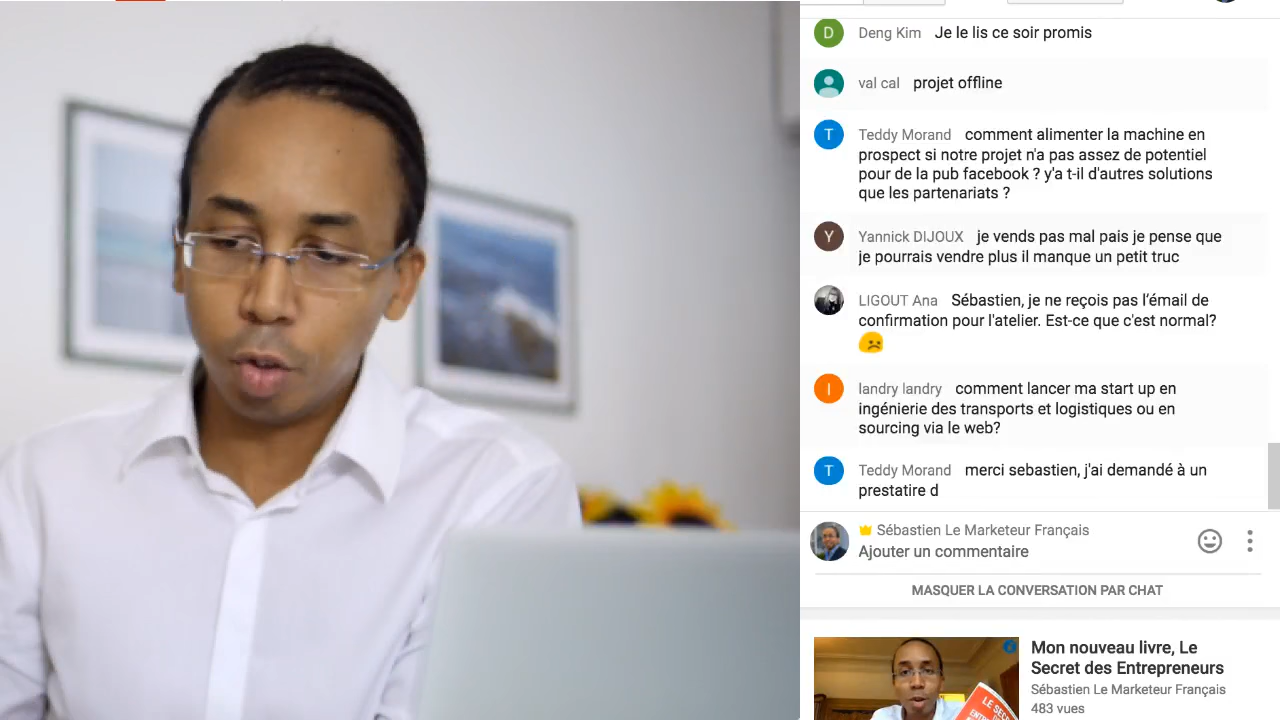 D
Deng Kim Je le lis ce soir promis
val cal projet offline
T
Teddy Morand comment alimenter la machine en
prospect si notre projet n'a pas assez de potentiel
pour de la pub facebook ? y'a t-il d'autres solutions
que les partenariats ?
Y
Yannick DIJOUX je vends pas mal pais je pense que
je pourrais vendre plus il manque un petit truc
LIGOUT Ana Sébastien, je ne reçois pas l'émail de
confirmation pour l'atelier. Est-ce que c'est normal?
l
landry landry comment lancer ma start up en
ingénierie des transports et logistiques ou en
sourcing via le web?
T
Teddy Morand merci sebastien, j'ai demandé à un
prestatire d
Sébastien Le Marketeur Français
Ajouter un commentaire
MASQUER LA CONVERSATION PAR CHAT
Mon nouveau livre, Le
Secret des Entrepreneurs
Sébastien Le Marketeur Français
483 vues
LE SECR